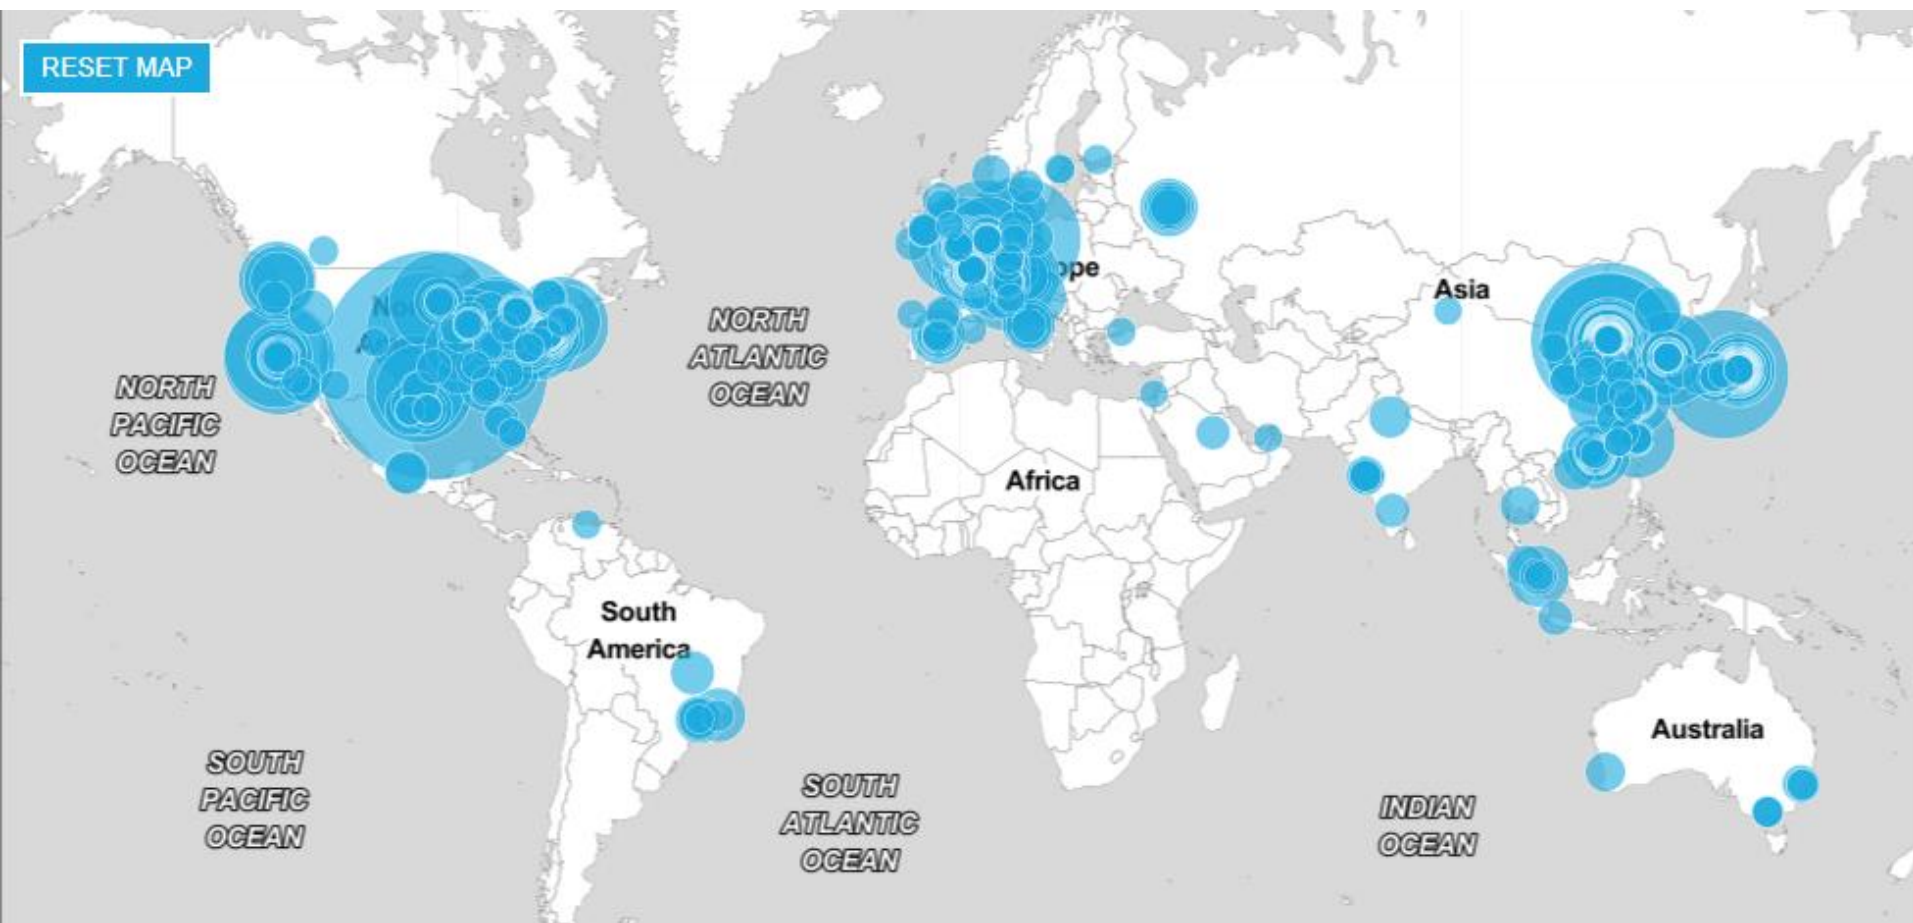 RESET MAP
NORTH
PACIFIC
OCEAN
NORTH
ATLANTIC
OCEAN
ope
Asia
Africa
South
America
SOUTH
PACIFIC
OCEAN
SOUTH
ATLANTIC
OCEAN
INDIAN
OCEAN
Australia